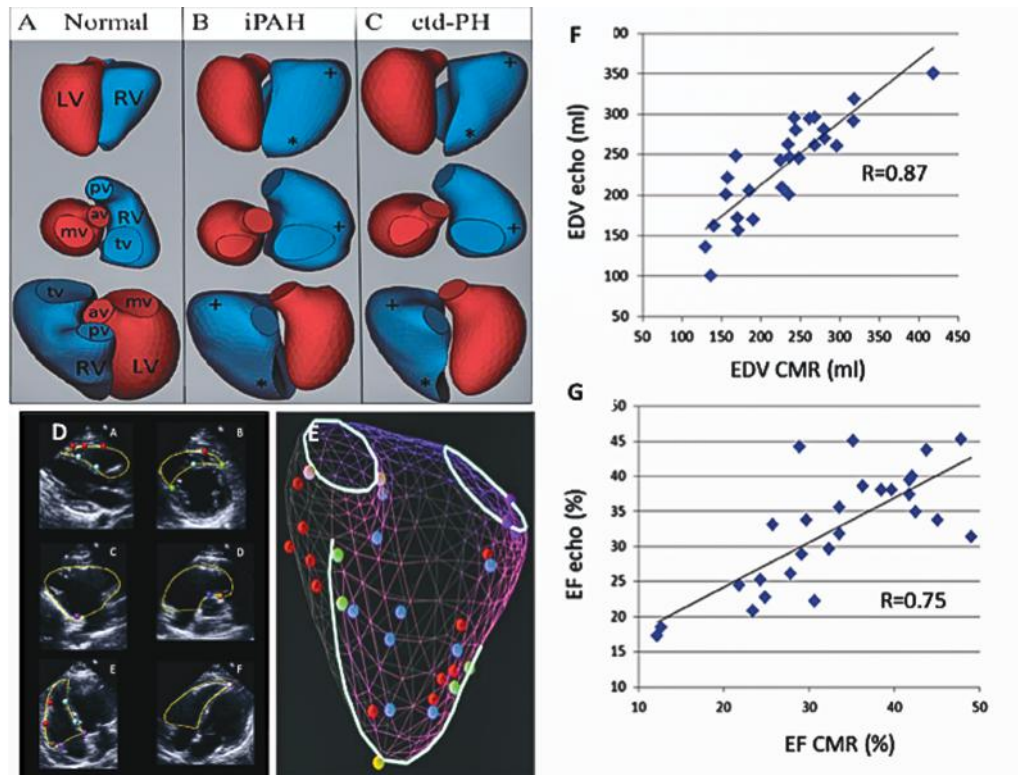 A Normal
B iPAH
C ctd-PH
LV RV
+
*
+
*
pv
av RV
mv tv
+
+
tv mv
av
pv
RV LV
+
*
+
*
D
A
B
C
D
E
F
E
F
EDV echo (ml)
350
300
250
200
150
100
50
R=0.87
50 100 150 200 250 300 350 400 450
EDV CMR (ml)
G
EF echo (%)
45
40
35
30
25
20
15
10
R=0.75
10 20 30 40 50
EF CMR (%)